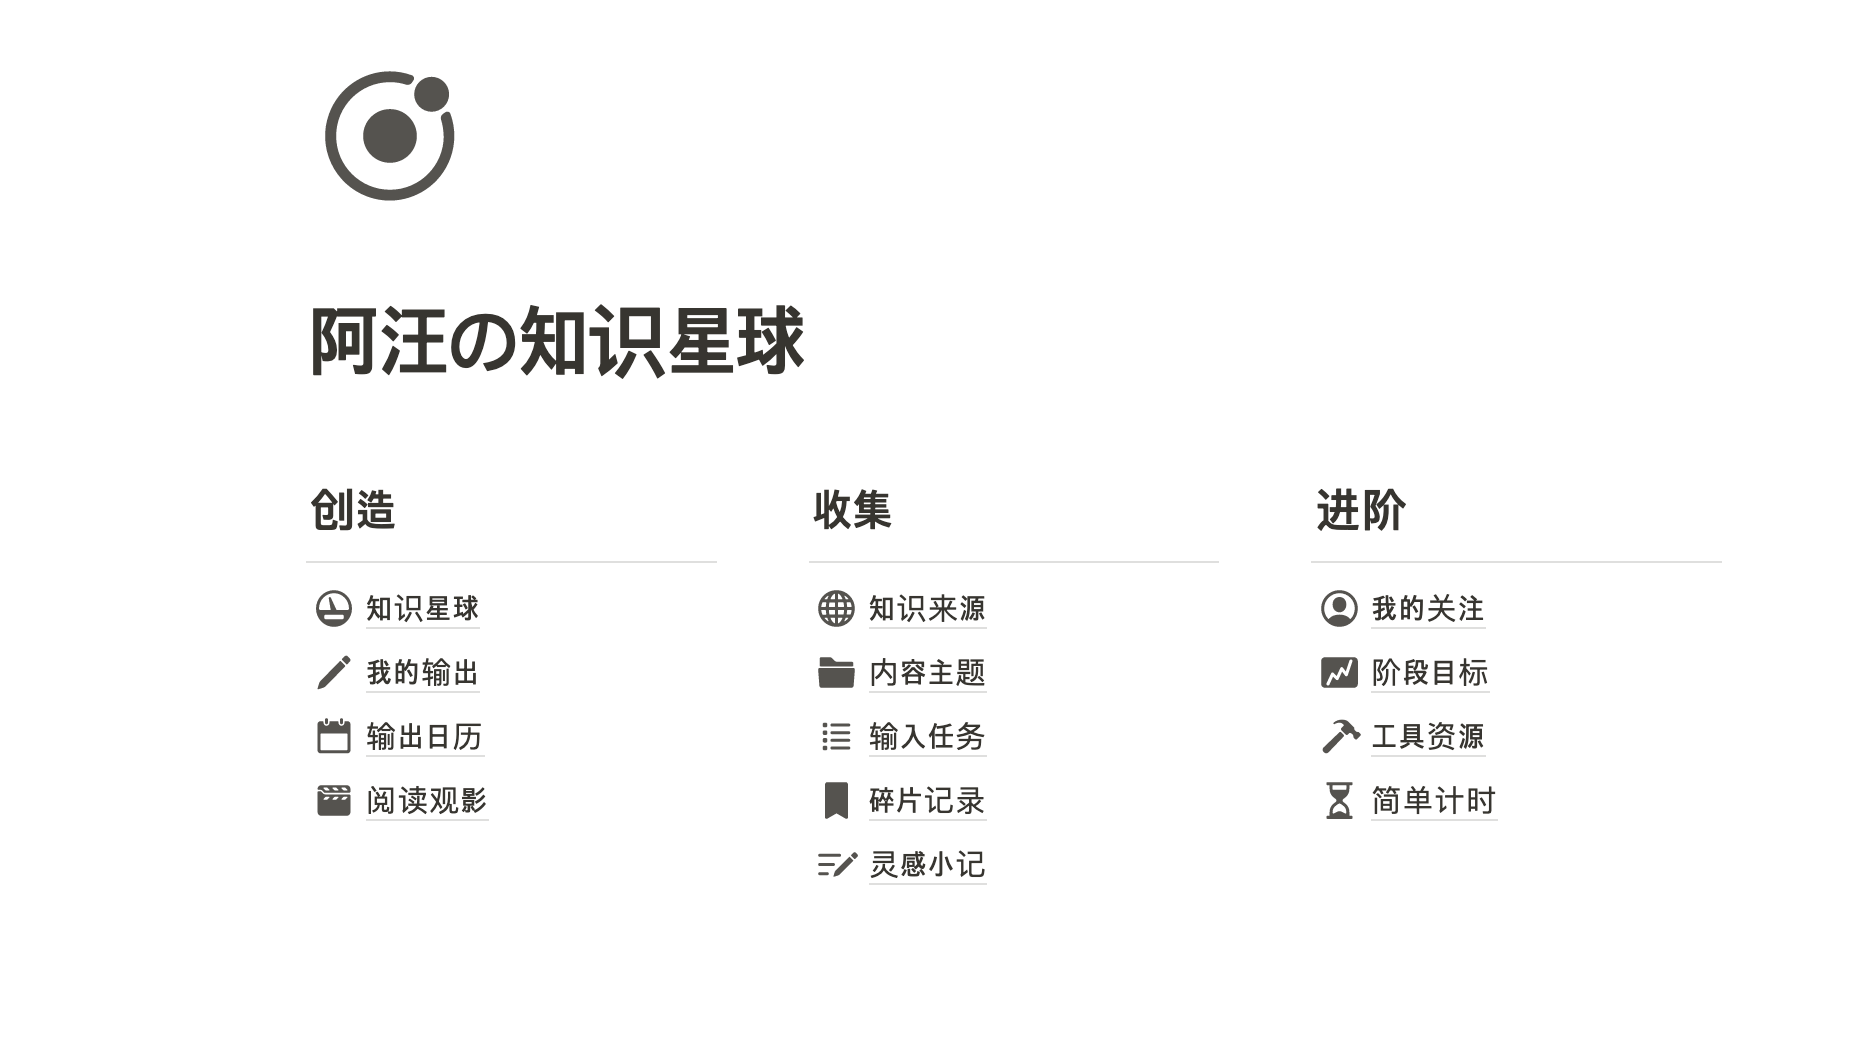 阿汪の知识星球
创造
知识星球
我的输出
输出日历
阅读观影
收集
知识来源
内容主题
输入任务
碎片记录
灵感小记
进阶
我的关注
阶段目标
工具资源
简单计时